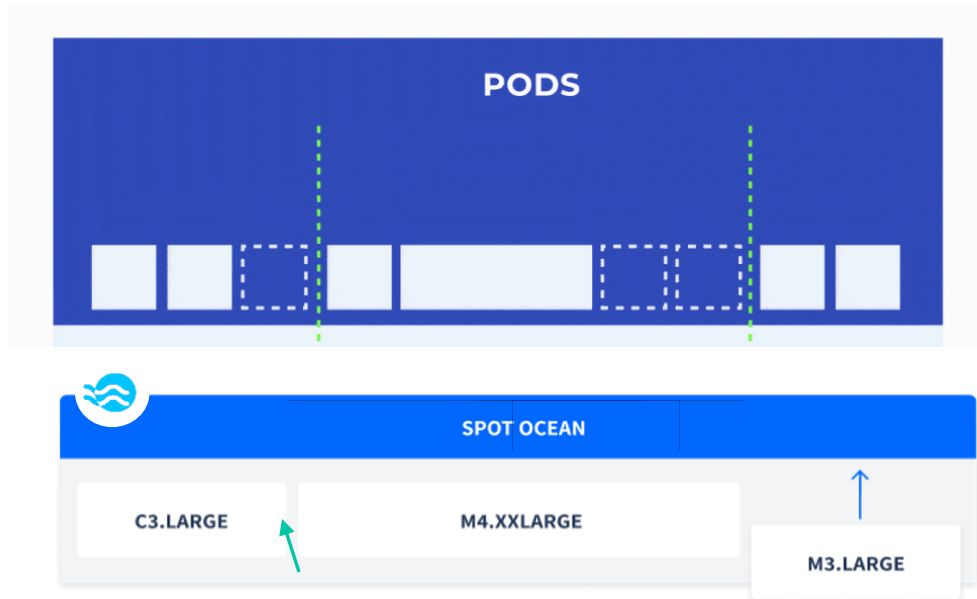 PODS
SPOT OCEAN
C3.LARGE
M4.XXLARGE
M3.LARGE